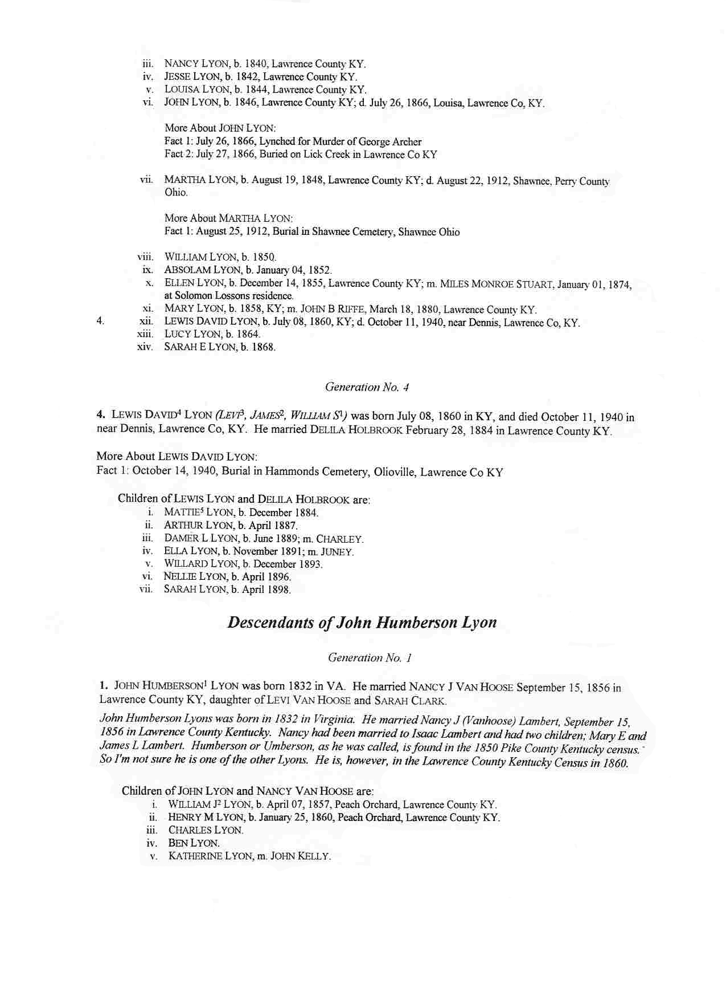 iii. NANCY LYON, b. 1840, Lawrence County KY.
iv. JESSE LYON, b. 1842, Lawrence County KY.
v. LOUISA LYON, b. 1844, Lawrence County KY.
vi. JOHN LYON, b. 1846, Lawrence County KY; d. July 26, 1866, Louisa, Lawrence Co, KY.
More About JOHN LYON:
Fact 1: July 26, 1866, Lynched for Murder of George Archer
Fact 2: July 27, 1866, Buried on Lick Creek in Lawrence Co KY
vii. MARTHA LYON, b. August 19, 1848, Lawrence County KY; d. August 22, 1912, Shawnee, Perry County
Ohio.
More About MARTHA LYON:
Fact 1: August 25, 1912, Burial in Shawnee Cemetery, Shawnee Ohio
viii. WILLIAM LYON, b. 1850.
ix. ABSOLAM LYON, b. January 04, 1852.
x. ELLEN LYON, b. December 14, 1855, Lawrence County KY; m. MILES MONROE STUART, January 01, 1874,
at Solomon Lossons residence.
xi. MARY LYON, b. 1858, KY; m. JOHN B RIFFE, March 18, 1880, Lawrence County KY.
4. xii. LEWIS DAVID LYON, b. July 08, 1860, KY; d. October 11, 1940, near Dennis, Lawrence Co, KY.
xiii. LUCY LYON, b. 1864.
xiv. SARAH E LYON, b. 1868.
Generation No. 4
4. LEWIS DAVID⁴ LYON (LEVI³, JAMES², WILLIAM S¹) was born July 08, 1860 in KY, and died October 11, 1940 in
near Dennis, Lawrence Co, KY. He married DELILA HOLBROOK February 28, 1884 in Lawrence County KY.
More About LEWIS DAVID LYON:
Fact 1: October 14, 1940, Burial in Hammonds Cemetery, Olioville, Lawrence Co KY
Children of LEWIS LYON and DELILA HOLBROOK are:
i. MATTIE⁵ LYON, b. December 1884.
ii. ARTHUR LYON, b. April 1887.
iii. DAMER L LYON, b. June 1889; m. CHARLEY.
iv. ELLA LYON, b. November 1891; m. JUNEY.
v. WILLARD LYON, b. December 1893.
vi. NELLIE LYON, b. April 1896.
vii. SARAH LYON, b. April 1898.
Descendants of John Humberson Lyon
Generation No. 1
1. JOHN HUMBERSON¹ LYON was born 1832 in VA. He married NANCY J VAN HOOSE September 15, 1856 in
Lawrence County KY, daughter of LEVI VAN HOOSE and SARAH CLARK.
John Humberson Lyons was born in 1832 in Virginia. He married Nancy J (Vanhoose) Lambert, September 15,
1856 in Lawrence County Kentucky. Nancy had been married to Isaac Lambert and had two children; Mary E and
James L Lambert. Humberson or Umberson, as he was called, is found in the 1850 Pike County Kentucky census.
So I'm not sure he is one of the other Lyons. He is, however, in the Lawrence County Kentucky Census in 1860.
Children of JOHN LYON and NANCY VAN HOOSE are:
i. WILLIAM J² LYON, b. April 07, 1857, Peach Orchard, Lawrence County KY.
ii. HENRY M LYON, b. January 25, 1860, Peach Orchard, Lawrence County KY.
iii. CHARLES LYON.
iv. BEN LYON.
v. KATHERINE LYON, m. JOHN KELLY.